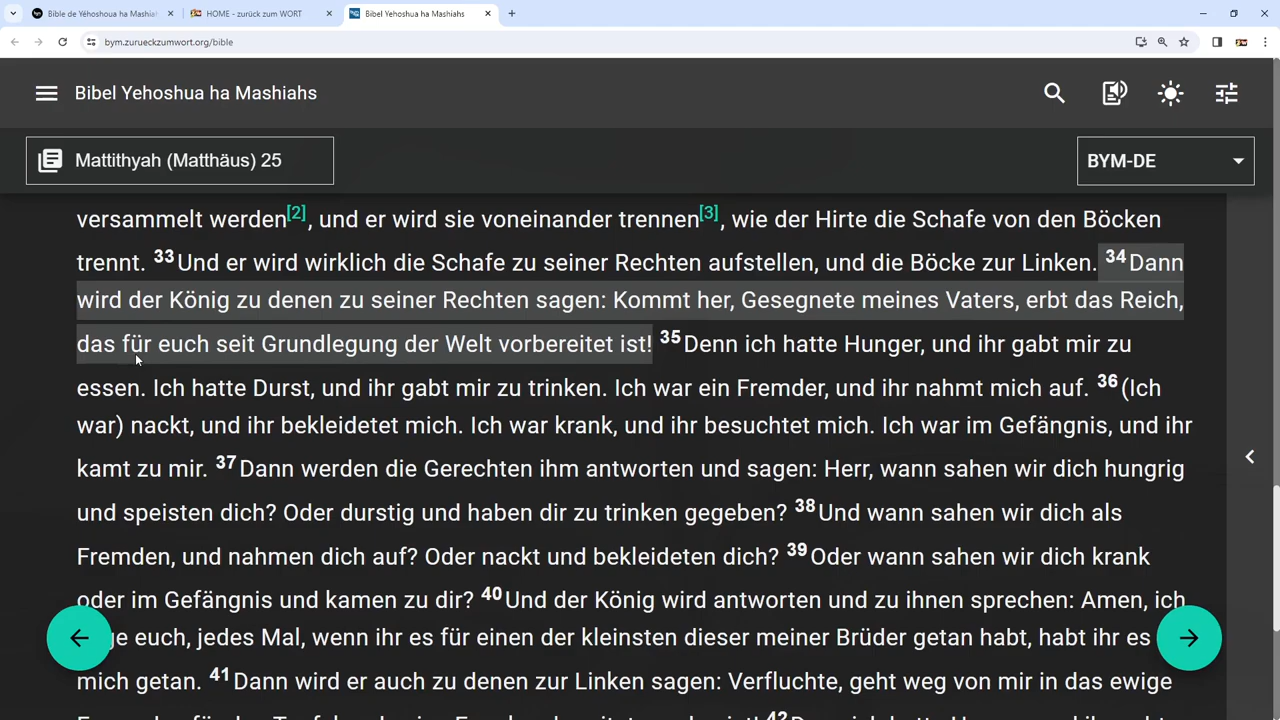 Bible de Yéhoshoua ha Mashia
HOME - zurück zum WORT
Bibel Yehoshua ha Mashiahs
bym.zurueckzumwort.org/bible
Bibel Yehoshua ha Mashiahs
Mattithyah (Matthäus) 25
BYM-DE
versammelt werden[2], und er wird sie voneinander trennen[3], wie der Hirte die Schafe von den Böcken
trennt. 33 Und er wird wirklich die Schafe zu seiner Rechten aufstellen, und die Böcke zur Linken. 34 Dann
wird der König zu denen zu seiner Rechten sagen: Kommt her, Gesegnete meines Vaters, erbt das Reich,
das für euch seit Grundlegung der Welt vorbereitet ist! 35 Denn ich hatte Hunger, und ihr gabt mir zu
essen. Ich hatte Durst, und ihr gabt mir zu trinken. Ich war ein Fremder, und ihr nahmt mich auf. 36 (Ich
war) nackt, und ihr bekleidetet mich. Ich war krank, und ihr besuchtet mich. Ich war im Gefängnis, und ihr
kamt zu mir. 37 Dann werden die Gerechten ihm antworten und sagen: Herr, wann sahen wir dich hungrig
und speisten dich? Oder durstig und haben dir zu trinken gegeben? 38 Und wann sahen wir dich als
Fremden, und nahmen dich auf? Oder nackt und bekleideten dich? 39 Oder wann sahen wir dich krank
oder im Gefängnis und kamen zu dir? 40 Und der König wird antworten und zu ihnen sprechen: Amen, ich
ge euch, jedes Mal, wenn ihr es für einen der kleinsten dieser meiner Brüder getan habt, habt ihr es
mich getan. 41 Dann wird er auch zu denen zur Linken sagen: Verfluchte, geht weg von mir in das ewige